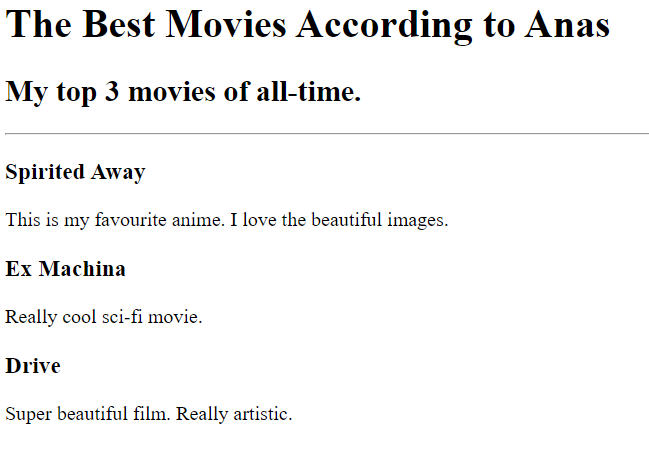 The Best Movies According to Anas
My top 3 movies of all-time.
Spirited Away
This is my favourite anime. I love the beautiful images.
Ex Machina
Really cool sci-fi movie.
Drive
Super beautiful film. Really artistic.